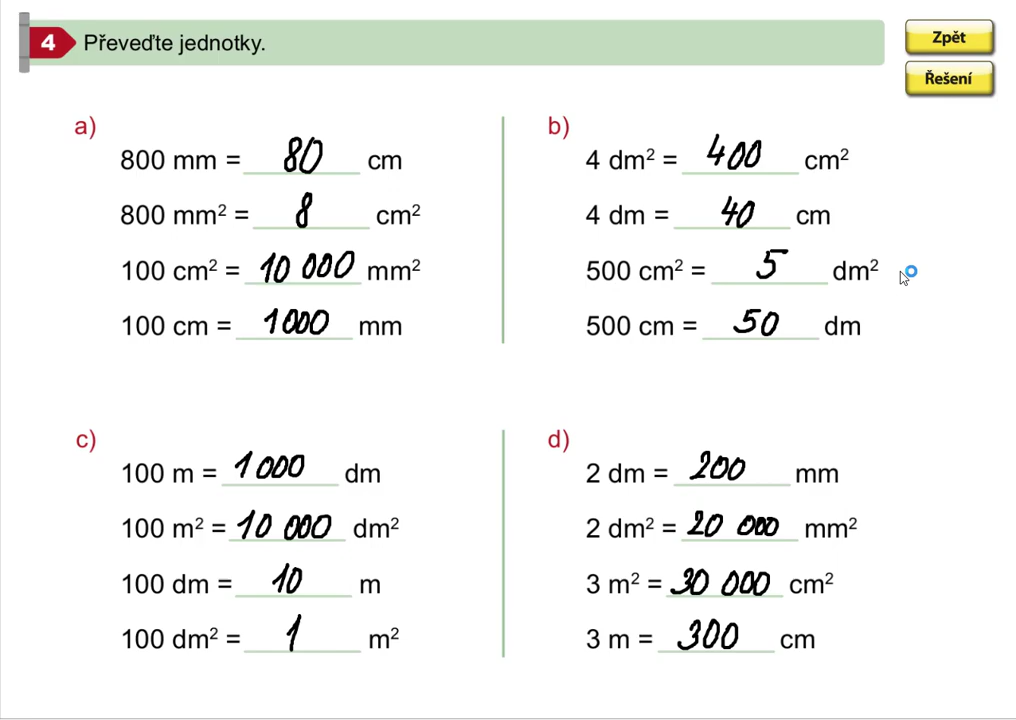 4 Převeďte jednotky.
Zpět
Řešení
a)
800 mm = 80 cm
800 mm² = 8 cm²
100 cm² = 10 000 mm²
100 cm = 1000 mm
b)
4 dm² = 400 cm²
4 dm = 40 cm
500 cm² = 5 dm²
500 cm = 50 dm
c)
100 m = 1000 dm
100 m² = 10 000 dm²
100 dm = 10 m
100 dm² = 1 m²
d)
2 dm = 200 mm
2 dm² = 20 000 mm²
3 m² = 30 000 cm²
3 m = 300 cm